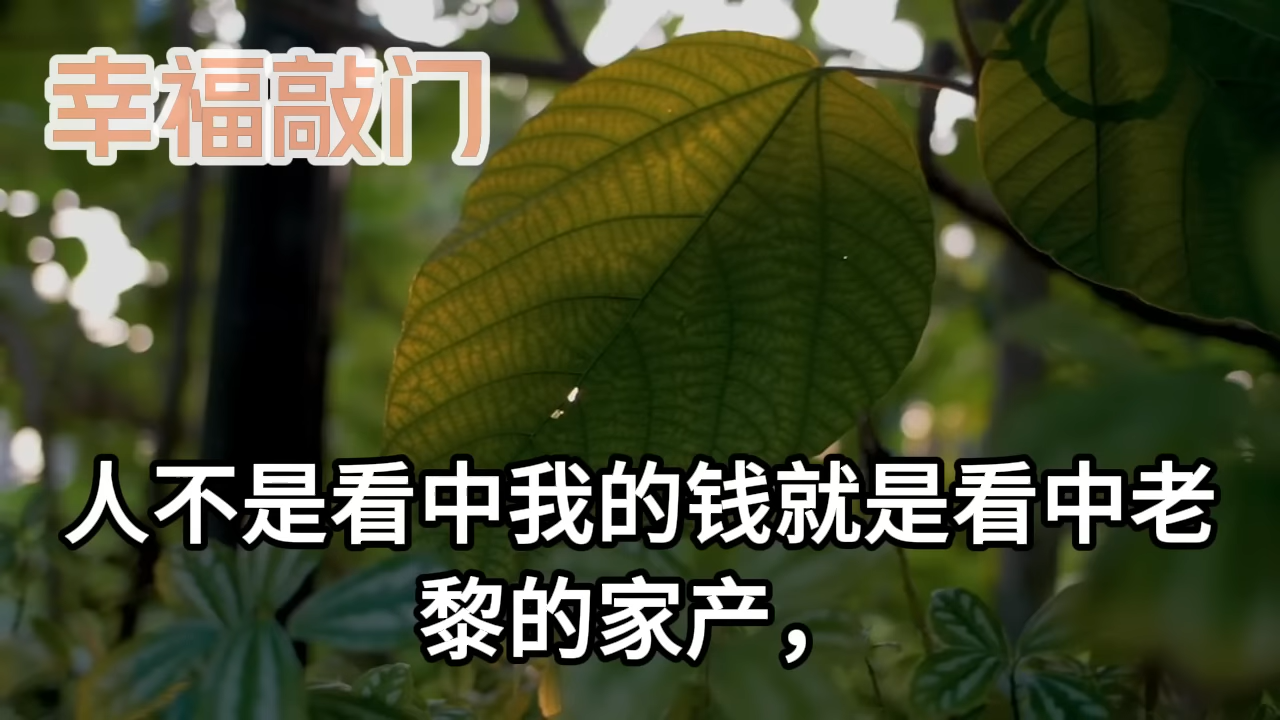 幸福敲门
人不是看中我的钱就是看中老
黎的家产，